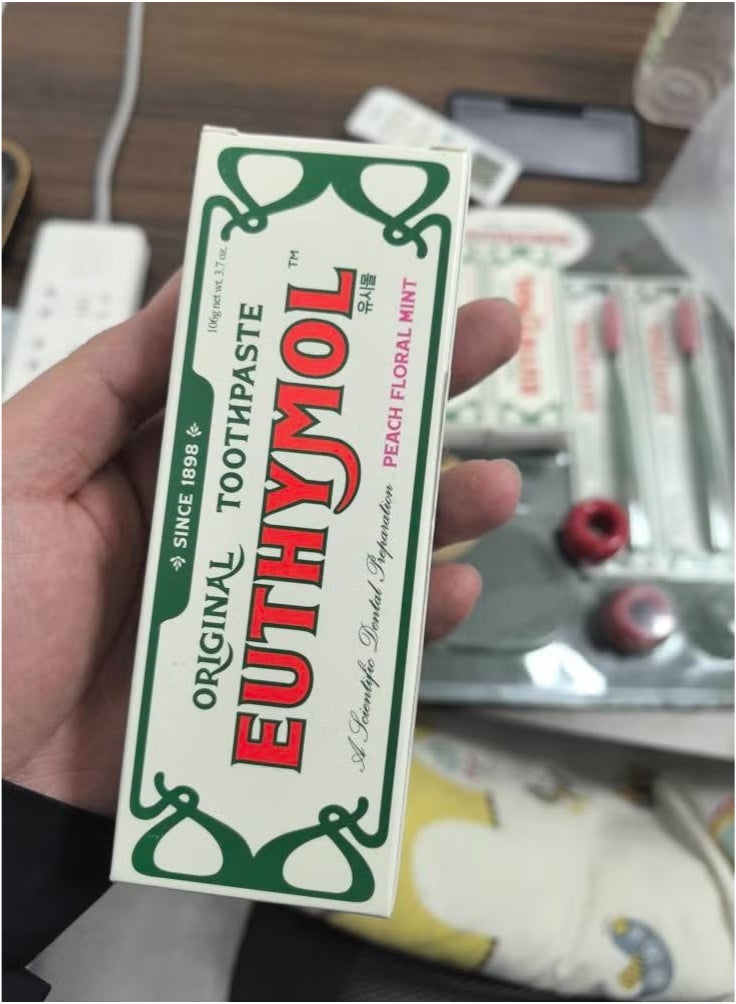 106g net wt. 3.7 oz.
SINCE 1898
ORIGINAL TOOTHPASTE
EUTHYMOL™
유시몰
PEACH FLORAL MINT
A Scientific Dental Preparation